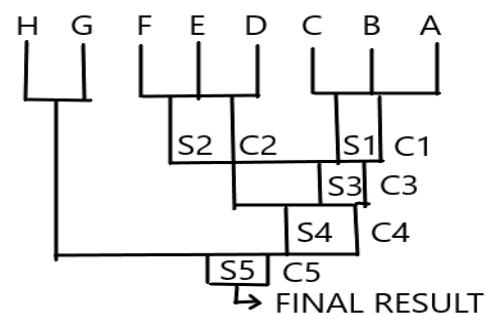 H G F E D C B A
S2 C2 S1 C1
S3 C3
S4 C4
S5 C5
FINAL RESULT